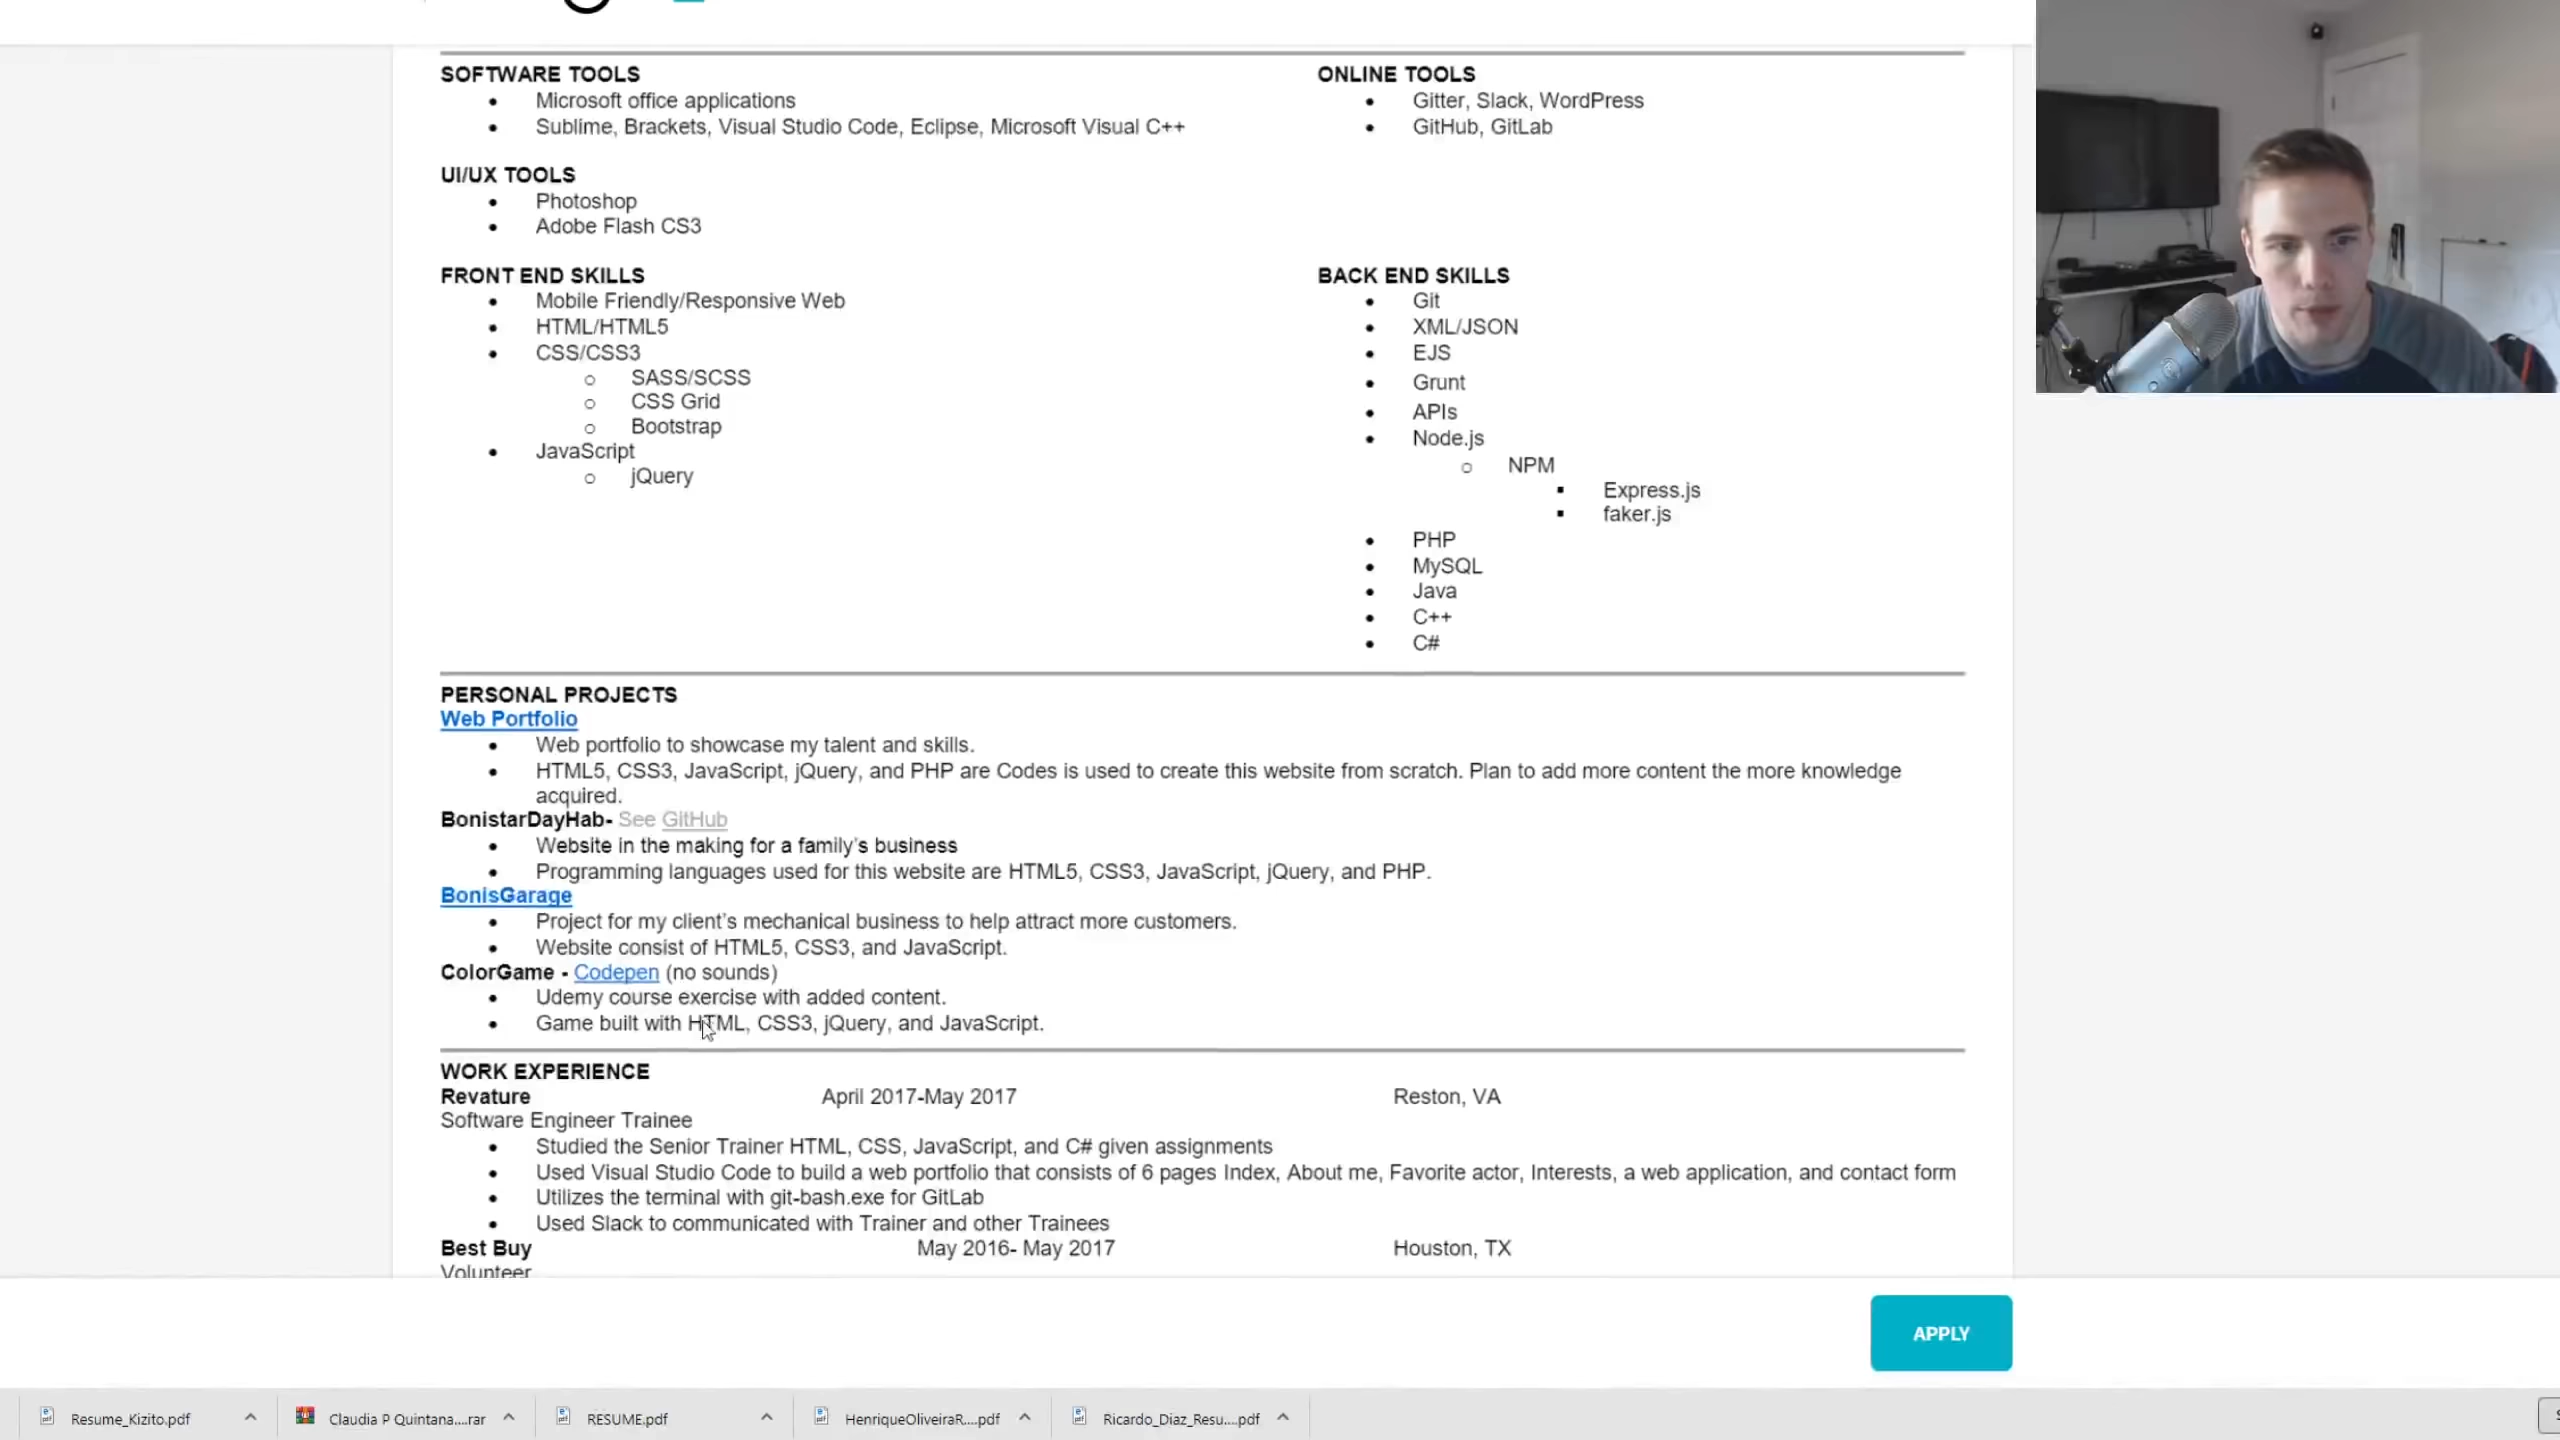 SOFTWARE TOOLS
Microsoft office applications
Sublime, Brackets, Visual Studio Code, Eclipse, Microsoft Visual C++
ONLINE TOOLS
Gitter, Slack, WordPress
GitHub, GitLab
UI/UX TOOLS
Photoshop
Adobe Flash CS3
FRONT END SKILLS
Mobile Friendly/Responsive Web
HTML/HTML5
CSS/CSS3
SASS/SCSS
CSS Grid
Bootstrap
JavaScript
jQuery
BACK END SKILLS
Git
XML/JSON
EJS
Grunt
APIs
Node.js
NPM
Express.js
faker.js
PHP
MySQL
Java
C++
C#
PERSONAL PROJECTS
Web Portfolio
Web portfolio to showcase my talent and skills.
HTML5, CSS3, JavaScript, jQuery, and PHP are Codes is used to create this website from scratch. Plan to add more content the more knowledge
acquired.
BonistarDayHab- See GitHub
Website in the making for a family's business
Programming languages used for this website are HTML5, CSS3, JavaScript, jQuery, and PHP.
BonisGarage
Project for my client's mechanical business to help attract more customers.
Website consist of HTML5, CSS3, and JavaScript.
ColorGame - Codepen (no sounds)
Udemy course exercise with added content.
Game built with HTML, CSS3, jQuery, and JavaScript.
WORK EXPERIENCE
Revature April 2017-May 2017 Reston, VA
Software Engineer Trainee
Studied the Senior Trainer HTML, CSS, JavaScript, and C# given assignments
Used Visual Studio Code to build a web portfolio that consists of 6 pages Index, About me, Favorite actor, Interests, a web application, and contact form
Utilizes the terminal with git-bash.exe for GitLab
Used Slack to communicated with Trainer and other Trainees
Best Buy May 2016- May 2017 Houston, TX
Volunteer
APPLY
Resume_Kizito.pdf
Claudia P Quintana....rar
RESUME.pdf
HenriqueOliveiraR....pdf
Ricardo_Diaz_Resu....pdf